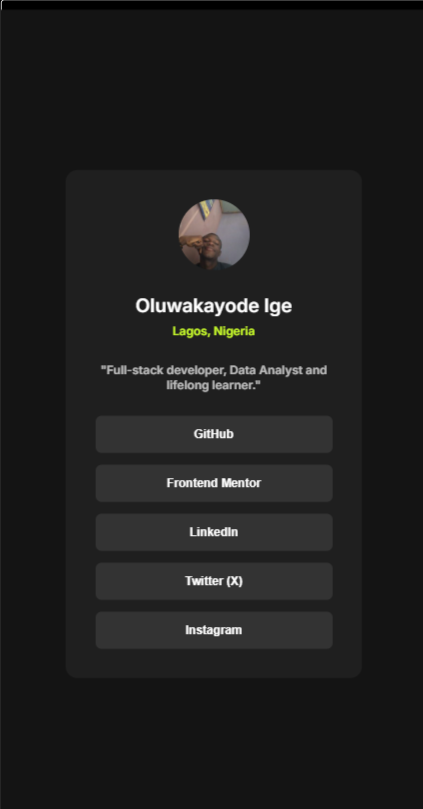 Oluwakayode Ige
Lagos, Nigeria
"Full-stack developer, Data Analyst and
lifelong learner."
GitHub
Frontend Mentor
LinkedIn
Twitter (X)
Instagram